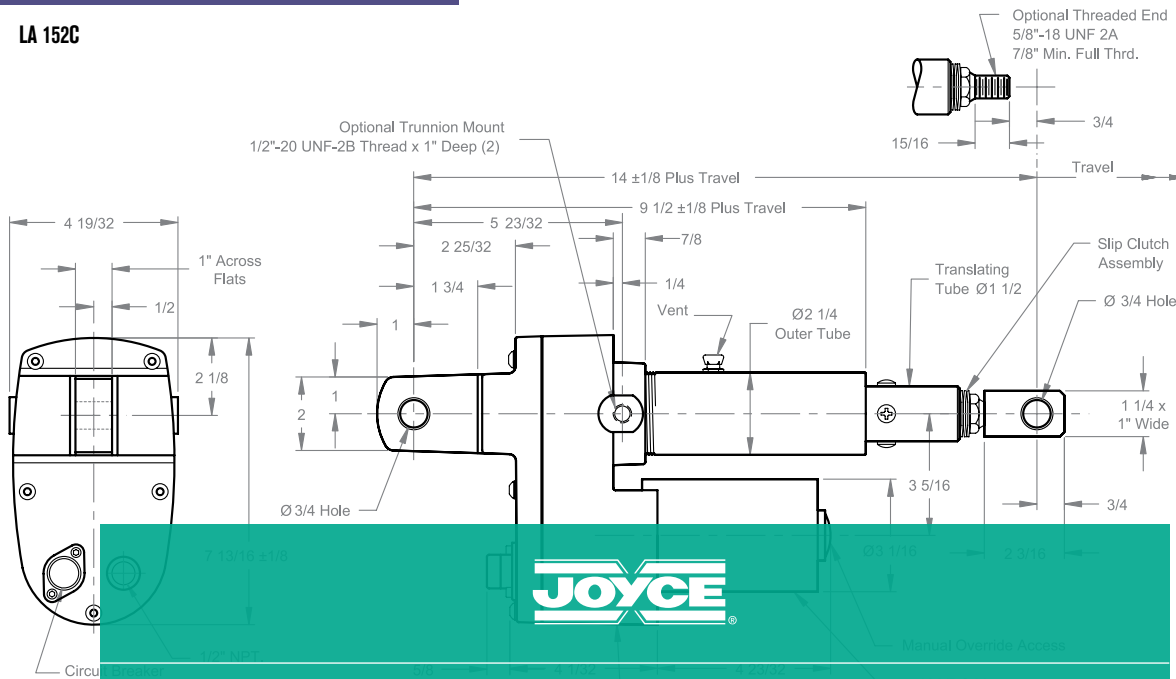 LA 152C
Optional Threaded End
5/8"-18 UNF 2A
7/8" Min. Full Thrd.
3/4
15/16
Optional Trunnion Mount
1/2"-20 UNF-2B Thread x 1" Deep (2)
14 ±1/8 Plus Travel
Travel
9 1/2 ±1/8 Plus Travel
5 23/32
4 19/32
2 25/32
7/8
Slip Clutch
Assembly
1" Across
Flats
Translating
Tube Ø1 1/2
1 3/4
1/4
1/2
Vent
Ø2 1/4
Outer Tube
Ø 3/4 Hole
1
2 1/8
1
2
1 1/4 x
1" Wide
3 5/16
3/4
Ø 3/4 Hole
7 13/16 ±1/8
Ø3 1/16
2 3/16
JOYCE
®
Manual Override Access
1/2" NPT.
Circuit Breaker
5/8
4 1/32
4 23/32